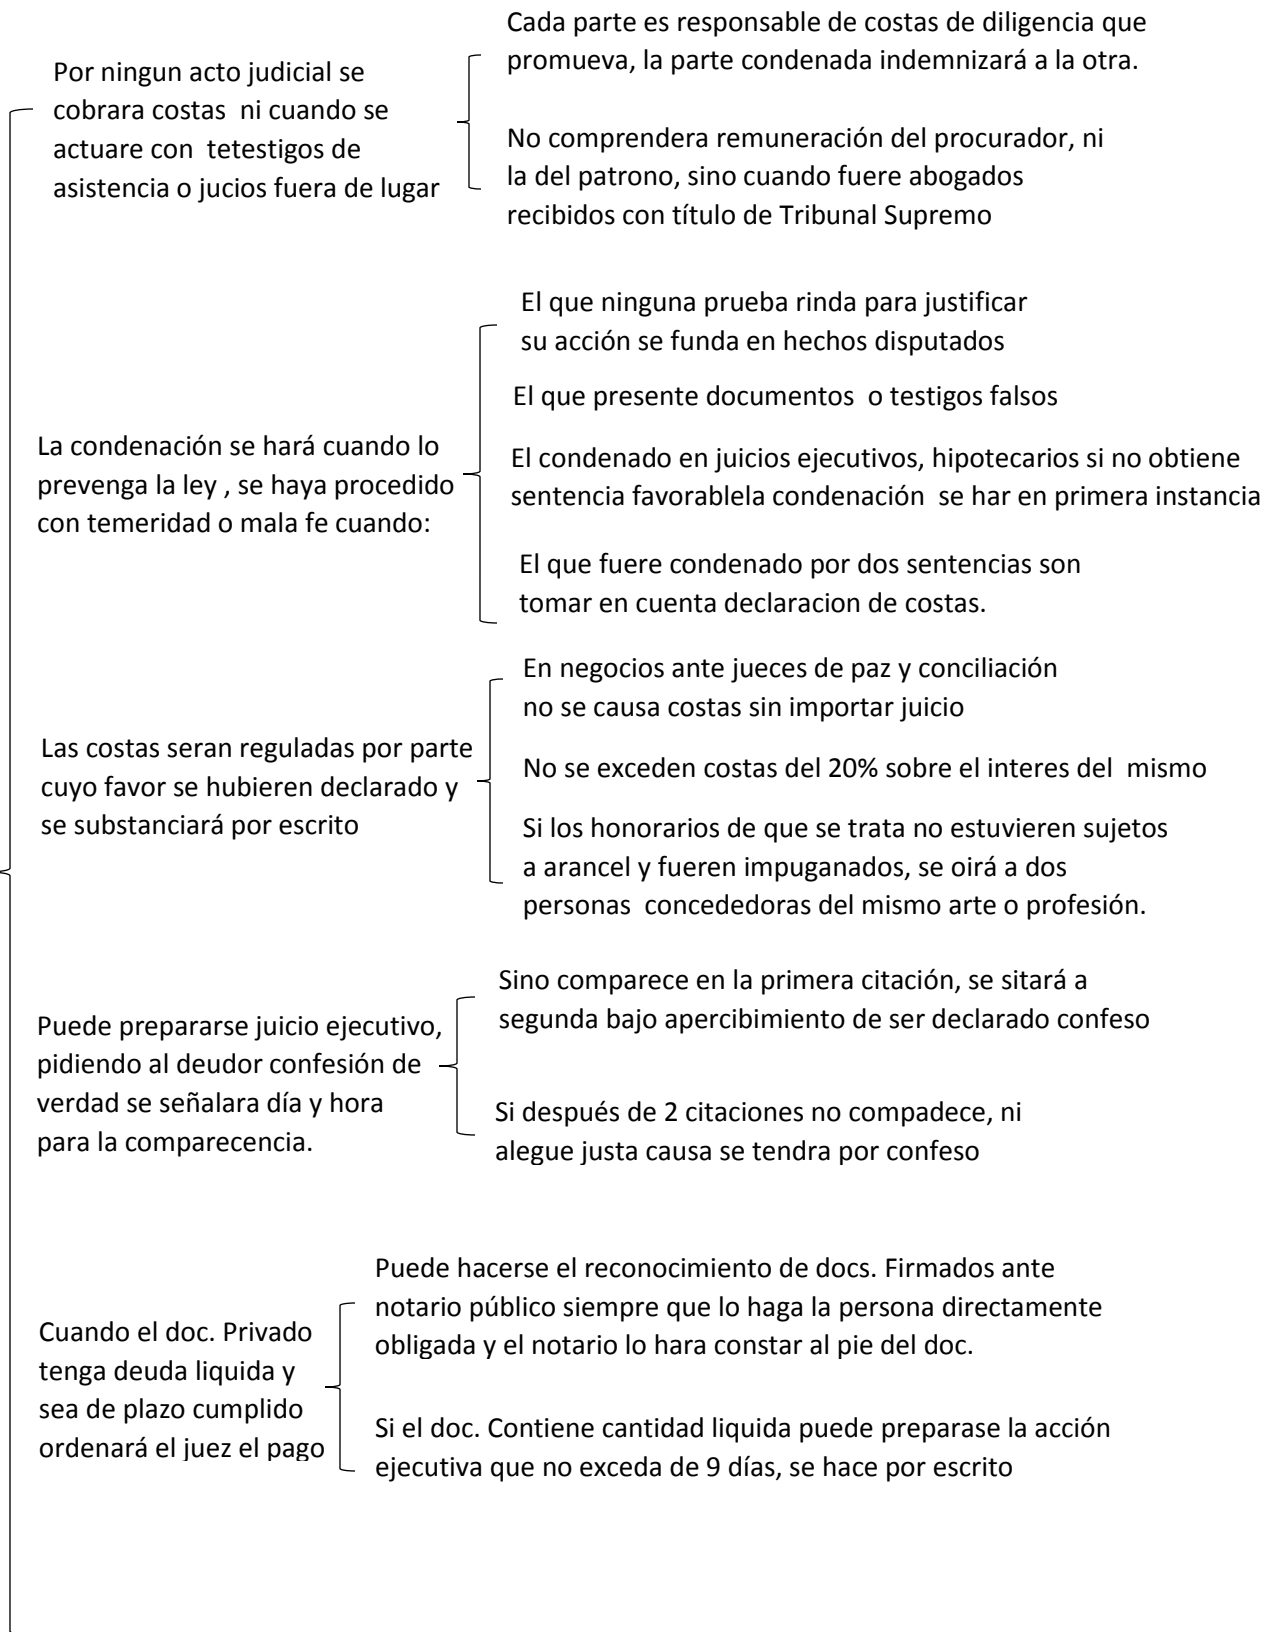 Por ningun acto judicial se
cobrara costas  ni cuando se
actuare con  tetestigos de
asistencia o jucios fuera de lugar
Cada parte es responsable de costas de diligencia que
promueva, la parte condenada indemnizará a la otra.
No comprendera remuneración del procurador, ni
la del patrono, sino cuando fuere abogados
recibidos con título de Tribunal Supremo
La condenación se hará cuando lo
prevenga la ley , se haya procedido
con temeridad o mala fe cuando:
El que ninguna prueba rinda para justificar
su acción se funda en hechos disputados
El que presente documentos  o testigos falsos
El condenado en juicios ejecutivos, hipotecarios si no obtiene
sentencia favorablela condenación  se har en primera instancia
El que fuere condenado por dos sentencias son
tomar en cuenta declaracion de costas.
Las costas seran reguladas por parte
cuyo favor se hubieren declarado y
se substanciará por escrito
En negocios ante jueces de paz y conciliación
no se causa costas sin importar juicio
No se exceden costas del 20% sobre el interes del  mismo
Si los honorarios de que se trata no estuvieren sujetos
a arancel y fueren impuganados, se oirá a dos
personas  concededoras del mismo arte o profesión.
Puede prepararse juicio ejecutivo,
pidiendo al deudor confesión de
verdad se señalara día y hora
para la comparecencia.
Sino comparece en la primera citación, se sitará a
segunda bajo apercibimiento de ser declarado confeso
Si después de 2 citaciones no compadece, ni
alegue justa causa se tendra por confeso
Cuando el doc. Privado
tenga deuda liquida y
sea de plazo cumplido
ordenará el juez el pago
Puede hacerse el reconocimiento de docs. Firmados ante
notario público siempre que lo haga la persona directamente
obligada y el notario lo hara constar al pie del doc.
Si el doc. Contiene cantidad liquida puede preparase la acción
ejecutiva que no exceda de 9 días, se hace por escrito